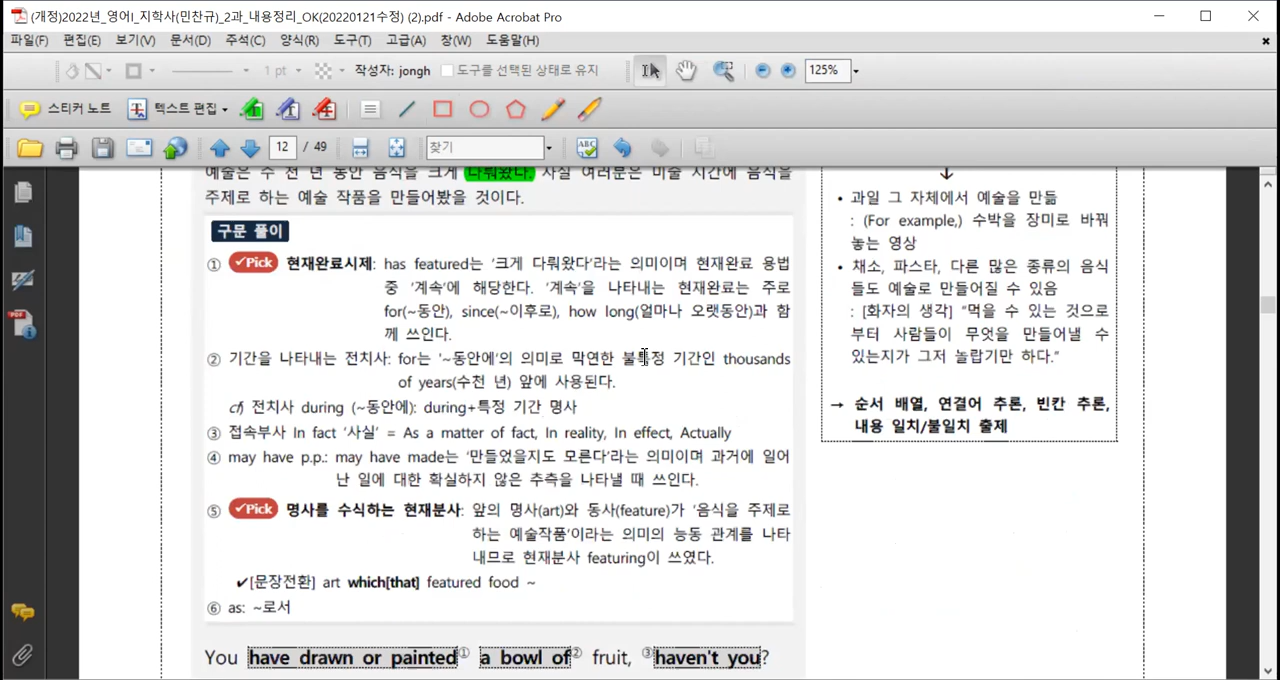 (개정)2022년_영어I_지학사(민찬규)_2과_내용정리_OK(20220121수정) (2).pdf - Adobe Acrobat Pro
파일(F) 편집(E) 보기(V) 문서(D) 주석(C) 양식(R) 도구(T) 고급(A) 창(W) 도움말(H)
1 pt 작성자: jongh 도구를 선택된 상태로 유지 125%
스티커 노트 텍스트 편집
12 / 49 찾기
예술은 수 천 년 동안 음식을 크게 다뤄왔다. 사실 여러분은 미술 시간에 음식을
주제로 하는 예술 작품을 만들어봤을 것이다.
구문 풀이
① ✓Pick 현재완료시제: has featured는 '크게 다뤄왔다'라는 의미이며 현재완료 용법
중 '계속'에 해당한다. '계속'을 나타내는 현재완료는 주로
for(~동안), since(~이후로), how long(얼마나 오랫동안)과 함
께 쓰인다.
② 기간을 나타내는 전치사: for는 '~동안에'의 의미로 막연한 불특정 기간인 thousands
of years(수천 년) 앞에 사용된다.
cf) 전치사 during (~동안에): during+특정 기간 명사
③ 접속부사 In fact '사실' = As a matter of fact, In reality, In effect, Actually
④ may have p.p.: may have made는 '만들었을지도 모른다'라는 의미이며 과거에 일어
난 일에 대한 확실하지 않은 추측을 나타낼 때 쓰인다.
⑤ ✓Pick 명사를 수식하는 현재분사: 앞의 명사(art)와 동사(feature)가 '음식을 주제로
하는 예술작품'이라는 의미의 능동 관계를 나타
내므로 현재분사 featuring이 쓰였다.
✔[문장전환] art which[that] featured food ~
⑥ as: ~로서
You have drawn or painted① a bowl of② fruit, ③haven't you?
↓
• 과일 그 자체에서 예술을 만듦
: (For example,) 수박을 장미로 바꿔
놓는 영상
• 채소, 파스타, 다른 많은 종류의 음식
들도 예술로 만들어질 수 있음
: [화자의 생각] "먹을 수 있는 것으로
부터 사람들이 무엇을 만들어낼 수
있는지가 그저 놀랍기만 하다."
→ 순서 배열, 연결어 추론, 빈칸 추론,
내용 일치/불일치 출제